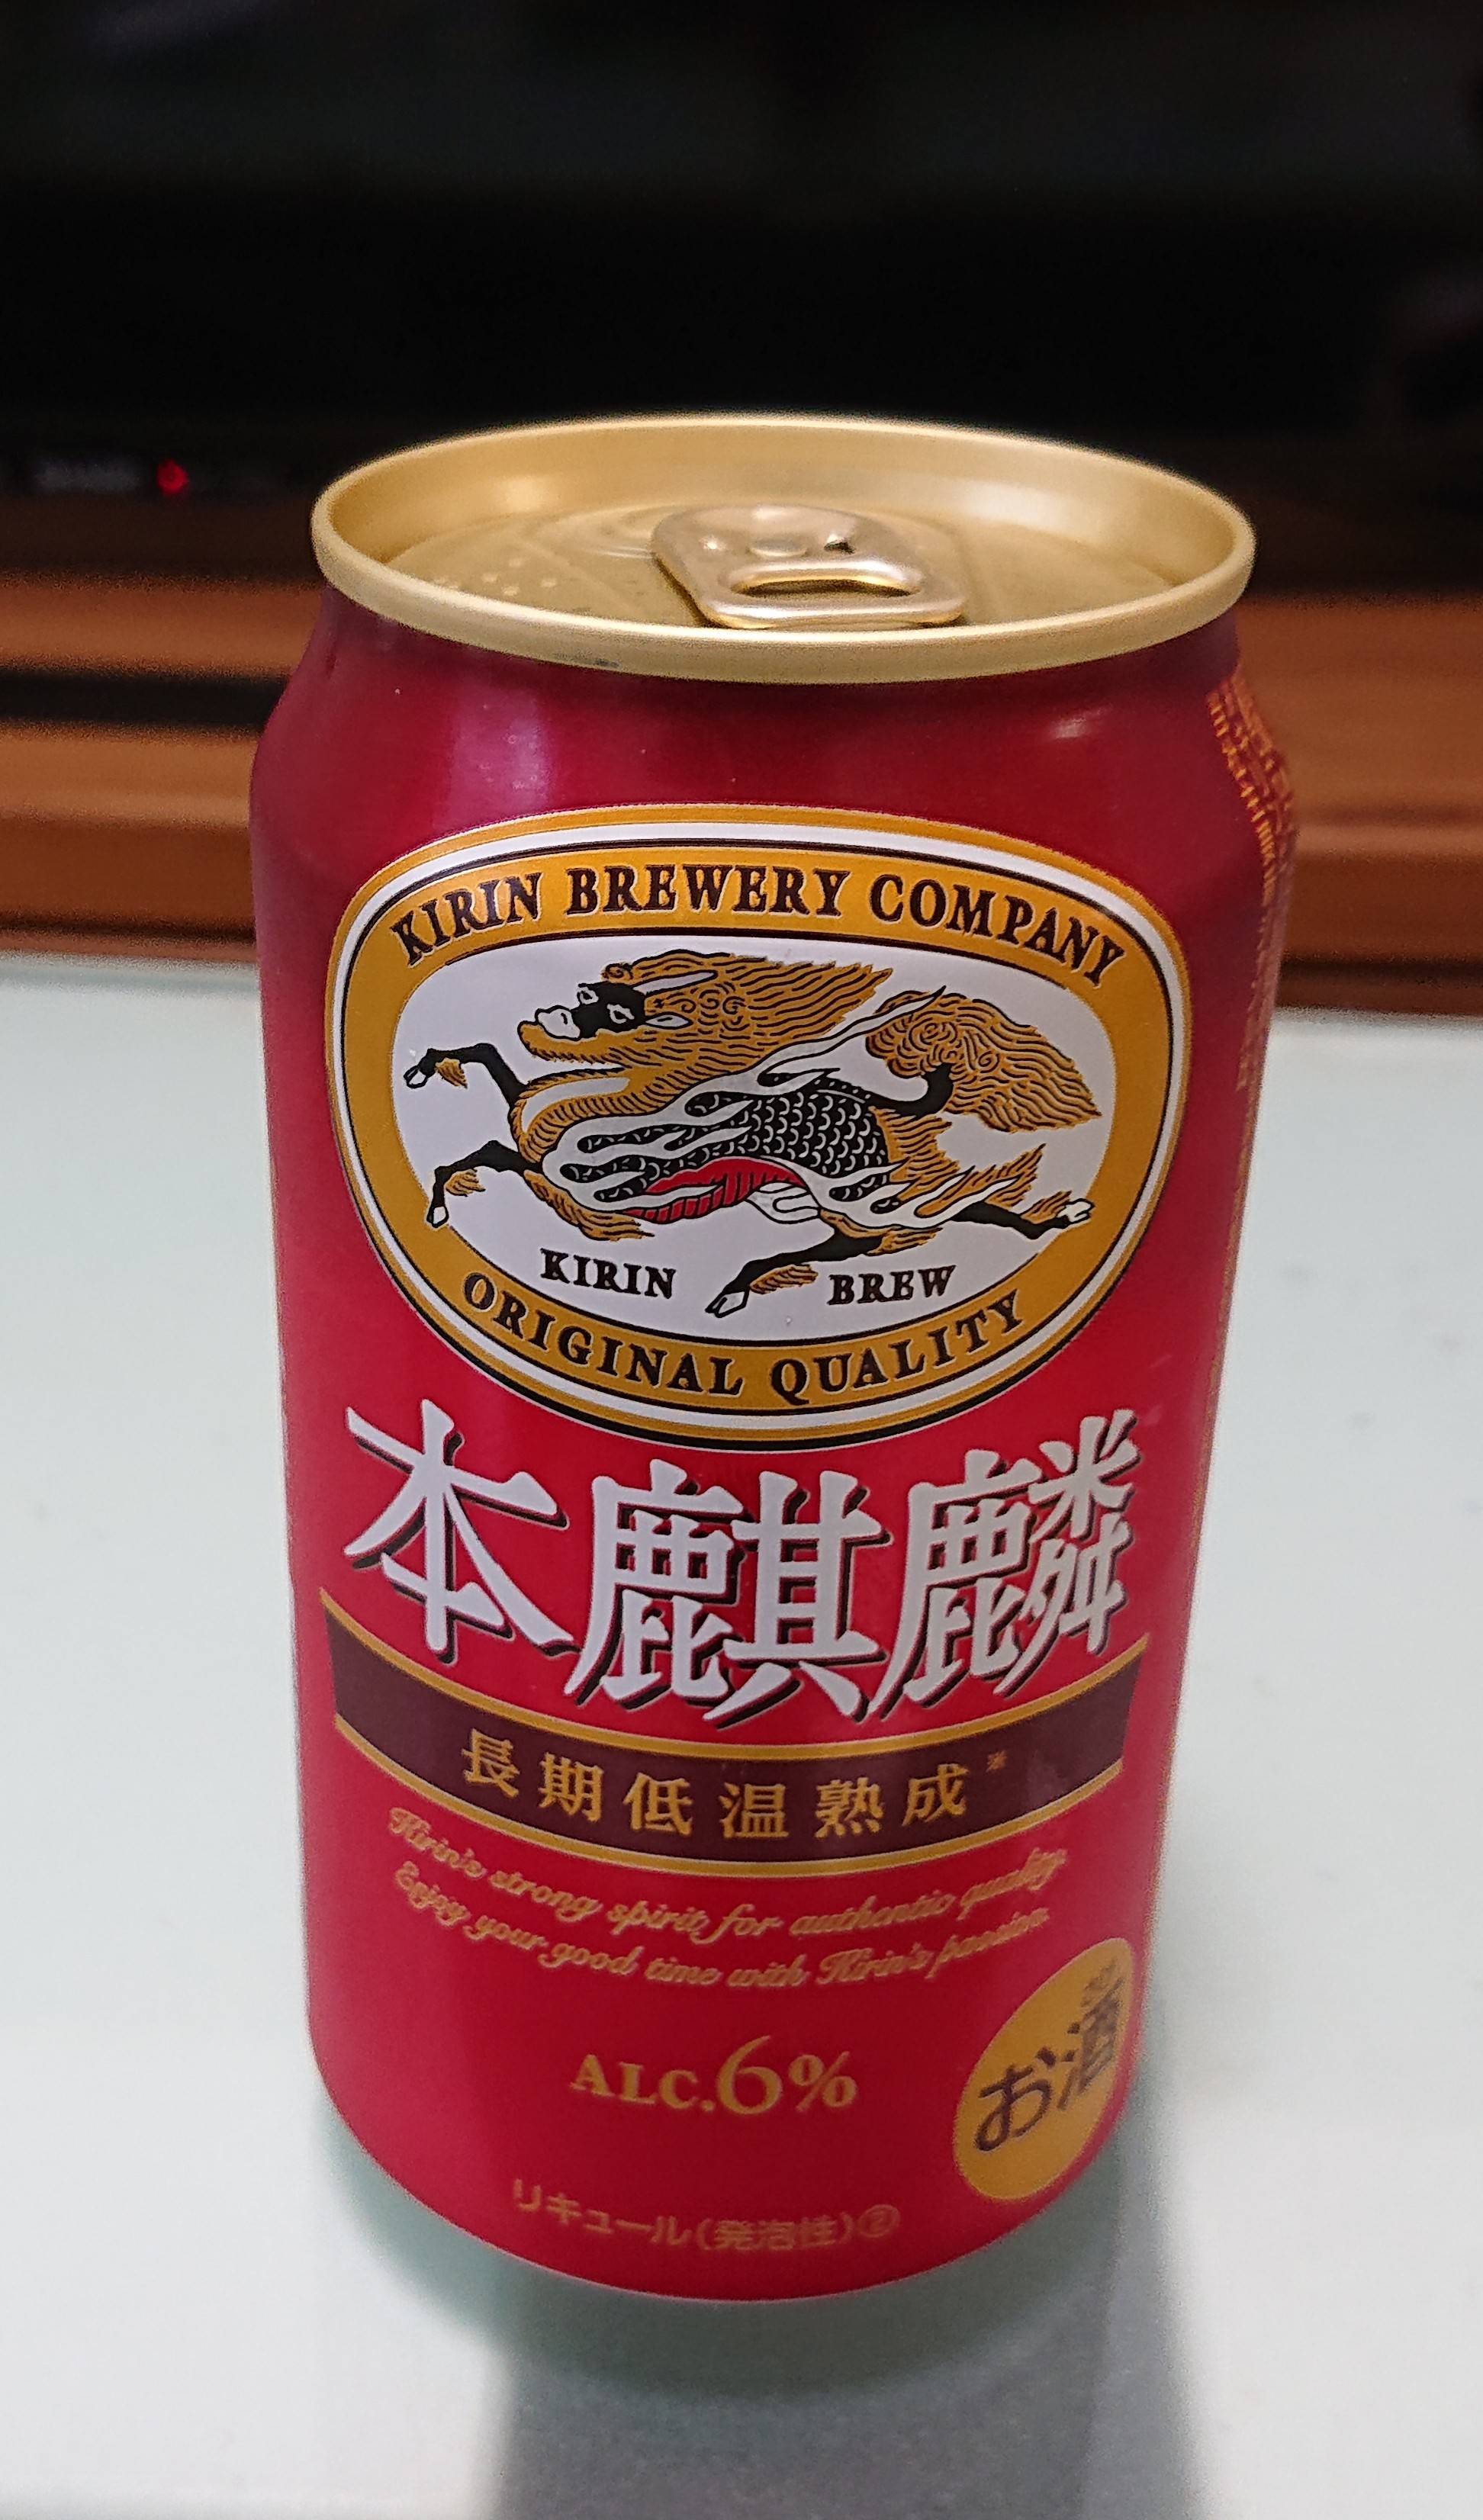 KIRIN BREWERY COMPANY
KIRIN BREW
ORIGINAL QUALITY
本麒麟
長期低温熟成※
Kirin's strong spirit for authentic quality.
Enjoy your good time with Kirin's passion.
ALC.6%
お酒
リキュール(発泡性)②